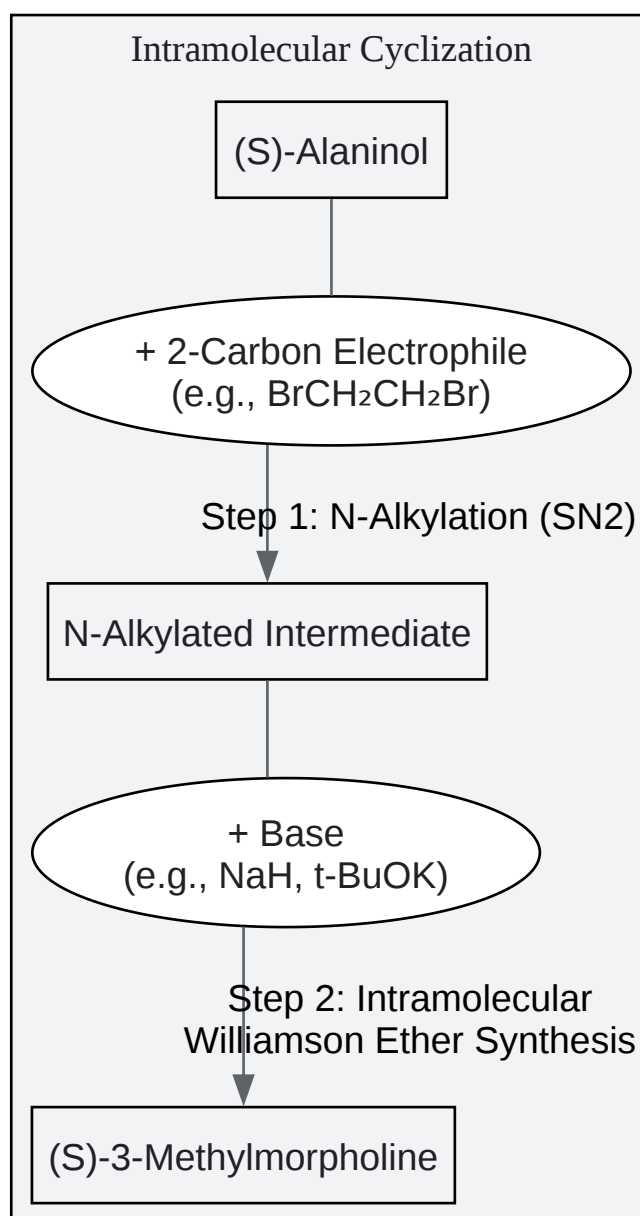 Intramolecular Cyclization
(S)-Alaninol
+ 2-Carbon Electrophile
(e.g., BrCH₂CH₂Br)
Step 1: N-Alkylation (SN2)
N-Alkylated Intermediate
+ Base
(e.g., NaH, t-BuOK)
Step 2: Intramolecular
Williamson Ether Synthesis
(S)-3-Methylmorpholine